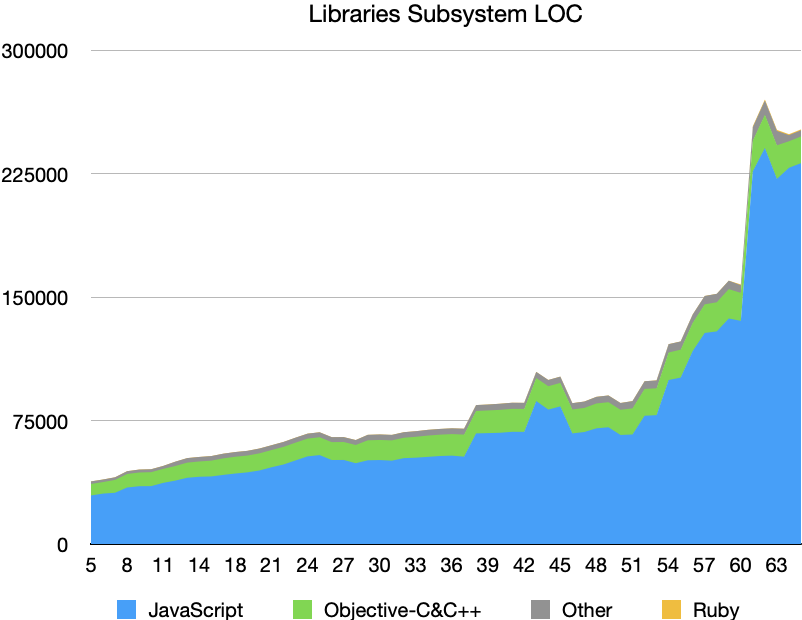 Libraries Subsystem LOC
300000
225000
150000
75000
0
5 8 11 14 18 21 24 27 30 33 36 39 42 45 48 51 54 57 60 63
JavaScript Objective-C&C++ Other Ruby